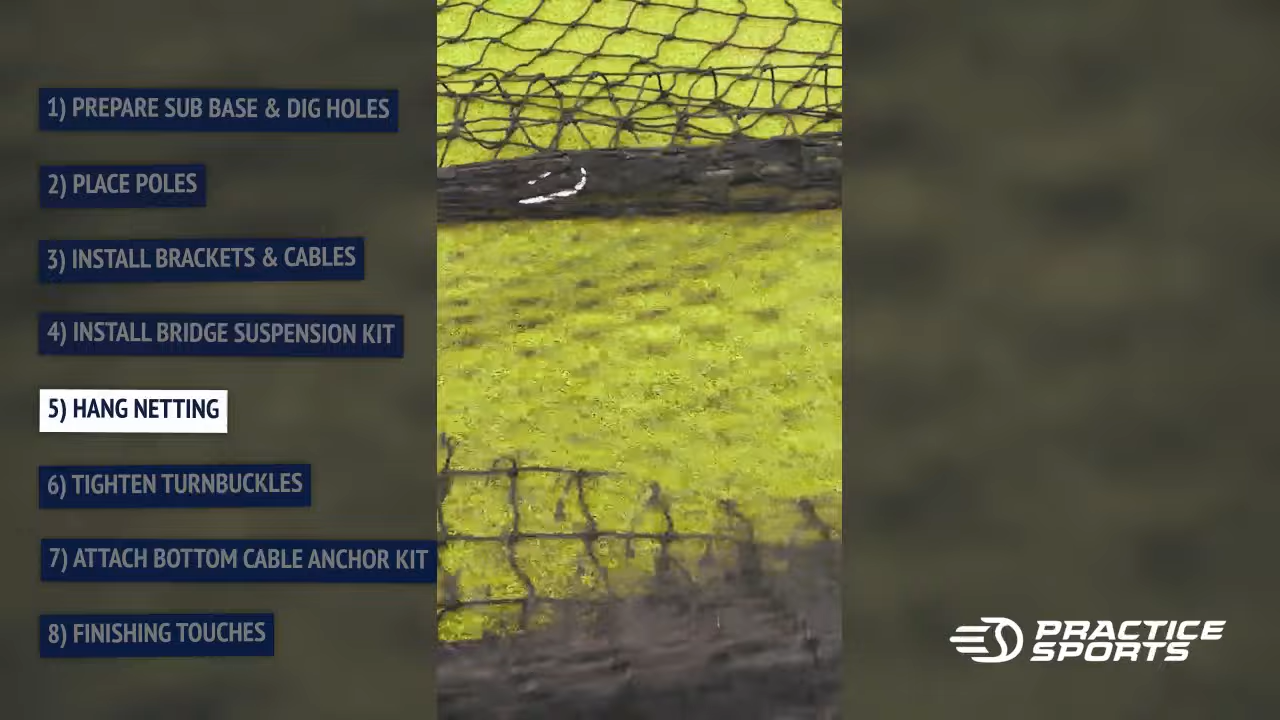 1) PREPARE SUB BASE & DIG HOLES
2) PLACE POLES
3) INSTALL BRACKETS & CABLES
4) INSTALL BRIDGE SUSPENSION KIT
5) HANG NETTING
6) TIGHTEN TURNBUCKLES
7) ATTACH BOTTOM CABLE ANCHOR KIT
8) FINISHING TOUCHES
PRACTICE
SPORTS